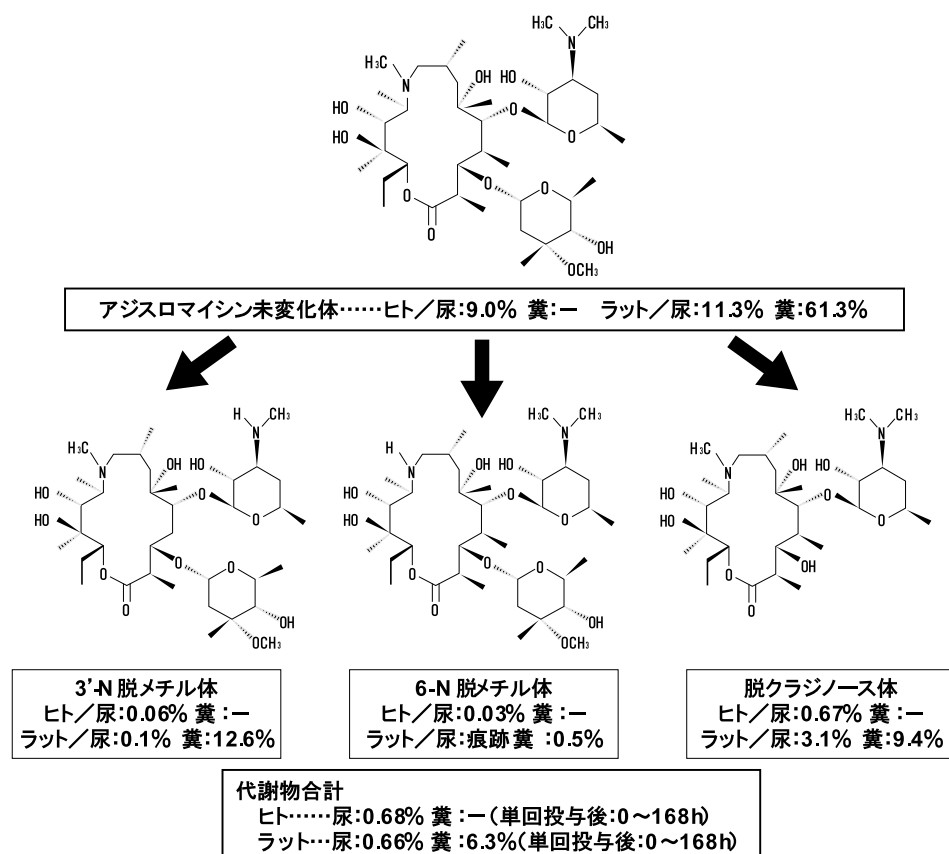 H₃C CH₃
N
H₃C N OH HO
HO O O
HO O
O O
O OH
O OCH₃
アジスロマイシン未変化体……ヒト／尿:9.0% 糞:― ラット／尿:11.3% 糞:61.3%
H N CH₃
H₃C N OH HO
HO O O
HO O
O O O
O OH
OCH₃
H₃C N CH₃
H N OH HO
HO O O
HO O
O O O
O OH
OCH₃
H₃C N CH₃
H₃C N OH HO
HO O O
HO O
O OH
O
3'-N 脱メチル体
ヒト／尿:0.06% 糞:―
ラット／尿:0.1% 糞:12.6%
6-N 脱メチル体
ヒト／尿:0.03% 糞:―
ラット／尿:痕跡糞 :0.5%
脱クラジノース体
ヒト／尿:0.67% 糞:―
ラット／尿:3.1% 糞:9.4%
代謝物合計
ヒト……尿:0.68% 糞:―(単回投与後:0～168h)
ラット…尿:0.66% 糞:6.3%(単回投与後:0～168h)